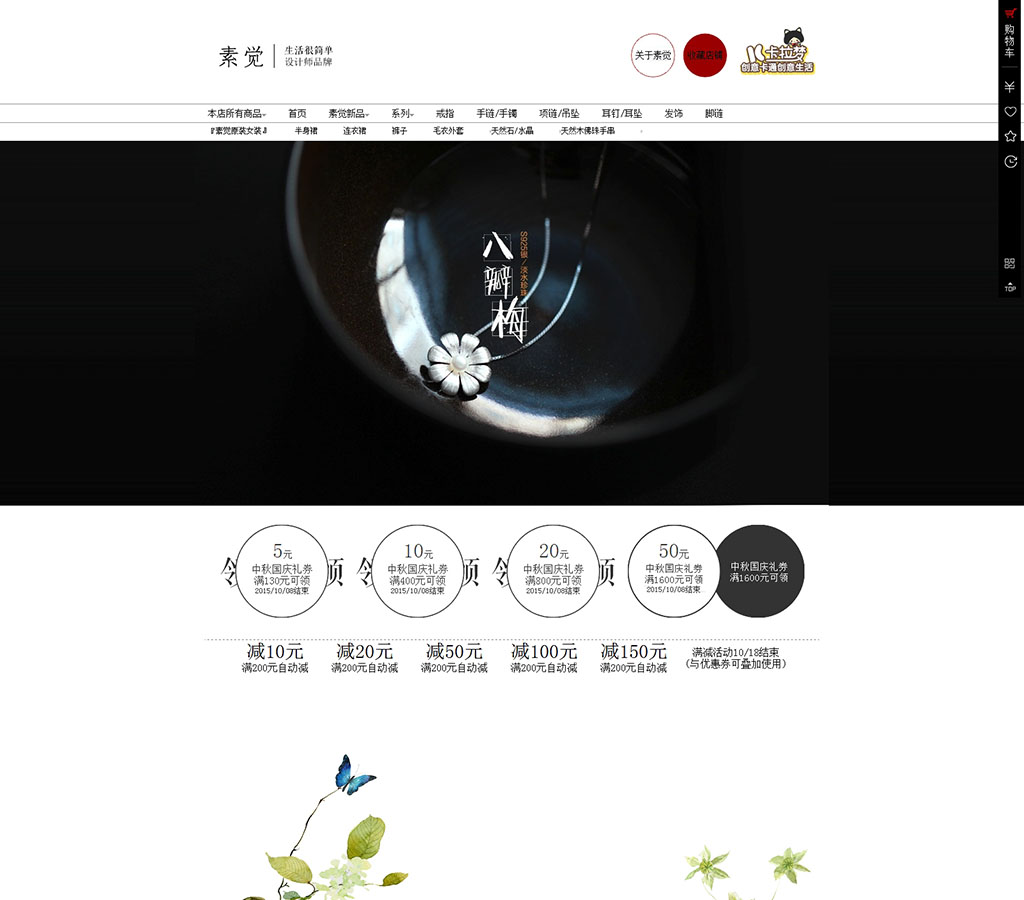 素觉
生活很简单
设计师品牌
关于素觉
收藏店铺
卡拉梦
创意卡通创意生活
购物车
本店所有商品 首页 素觉新品 系列 戒指 手链/手镯 项链/吊坠 耳钉/耳坠 发饰 脚链
『素觉原装女装』 半身裙 连衣裙 裤子 毛衣外套 ·天然石/水晶 ·天然木佛珠手串
八瓣梅
S925银／淡水珍珠
TOP
5元
中秋国庆礼券
满130元可领
2015/10/08结束
领
10元
中秋国庆礼券
满400元可领
2015/10/08结束
领
20元
中秋国庆礼券
满800元可领
2015/10/08结束
领
50元
中秋国庆礼券
满1600元可领
2015/10/08结束
中秋国庆礼券
满1600元可领
减10元 减20元 减50元 减100元 减150元
满200元自动减 满200元自动减 满200元自动减 满200元自动减 满200元自动减
满减活动10/18结束
(与优惠券可叠加使用)